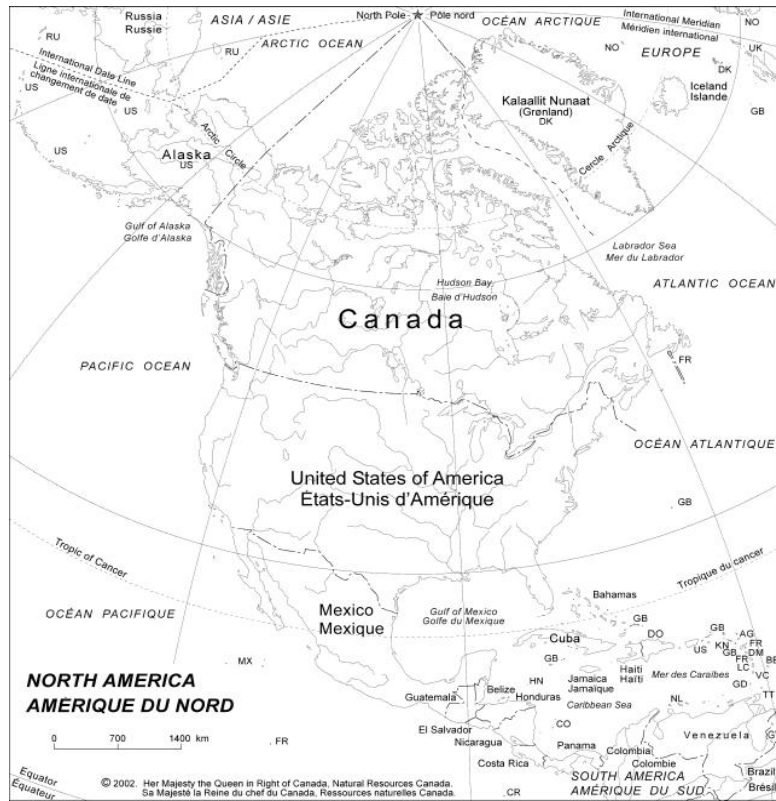 Russia
Russie
ASIA / ASIE
North Pole
Pôle nord
OCÉAN ARCTIQUE
International Meridian
Méridien international
NO
RU
ARCTIC OCEAN
EUROPE
NO
UK
RU
International Date Line
Ligne internationale de
changement de date
DK
Iceland
Islande
Kalaallit Nunaat
(Grønland)
DK
GB
US
US
US
Arctic Circle
Cercle Arctique
Alaska
US
Gulf of Alaska
Golfe d'Alaska
Labrador Sea
Mer du Labrador
Hudson Bay
Baie d'Hudson
ATLANTIC OCEAN
Canada
PACIFIC OCEAN
FR
OCÉAN ATLANTIQUE
United States of America
États-Unis d'Amérique
GB
Tropic of Cancer
Tropique du cancer
OCÉAN PACIFIQUE
Mexico
Mexique
Gulf of Mexico
Golfe du Mexique
Bahamas
GB
Cuba
DO
GB
AG
US
KN
FR
GB
DM
FR
LC
VC
GD
TT
MX
GB
Haiti
Haïti
Mer des Caraïbes
HN
Jamaica
Jamaïque
Belize
Honduras
Guatemala
Caribbean Sea
NL
NORTH AMERICA
AMÉRIQUE DU NORD
El Salvador
Nicaragua
CO
Venezuela
0 700 1400 km
FR
Costa Rica
Panama
Colombia
Colombie
SOUTH AMERICA
AMÉRIQUE DU SUD
Brazil
Equator
Équateur
© 2002. Her Majesty the Queen in Right of Canada, Natural Resources Canada.
Sa Majesté la Reine du chef du Canada, Ressources naturelles Canada.
CR